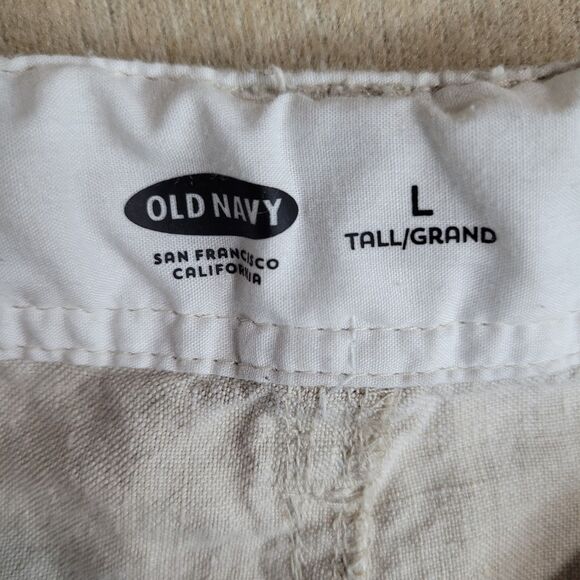 OLD NAVY
SAN FRANCISCO
CALIFORNIA
L
TALL/GRAND